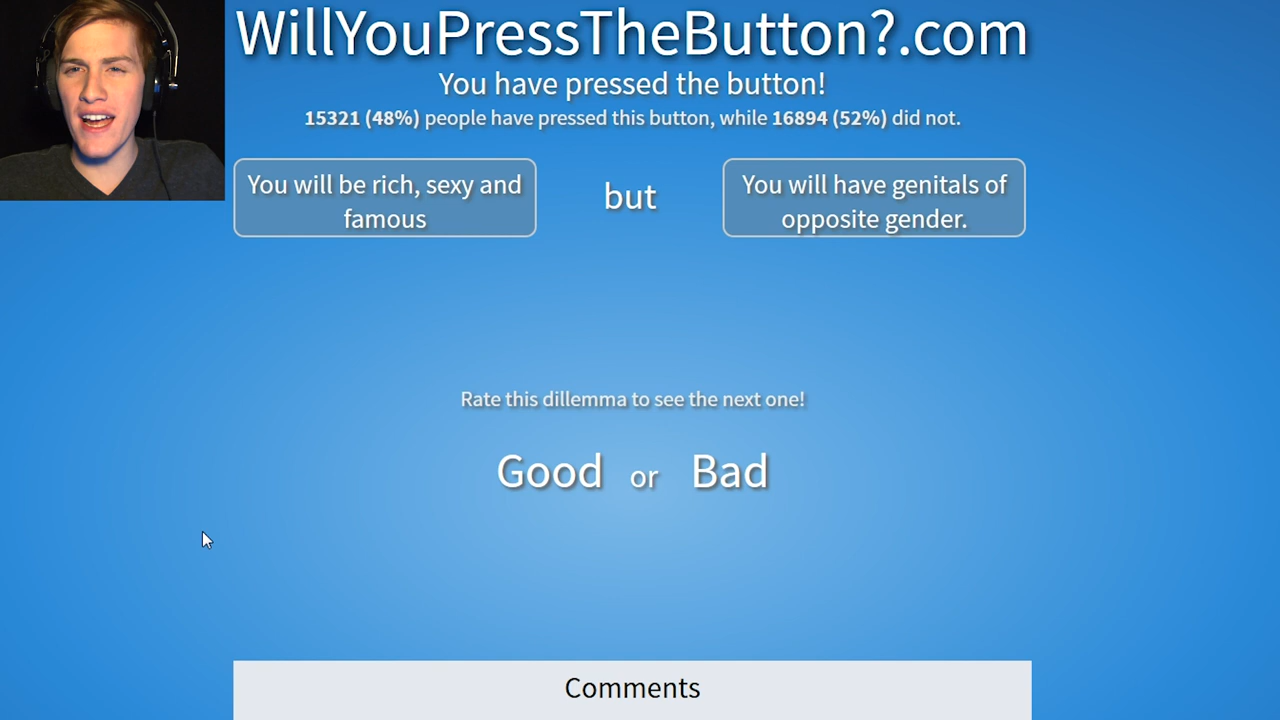 WillYouPressTheButton?.com
You have pressed the button!
15321 (48%) people have pressed this button, while 16894 (52%) did not.
You will be rich, sexy and
famous
but
You will have genitals of
opposite gender.
Rate this dillemma to see the next one!
Good or Bad
Comments